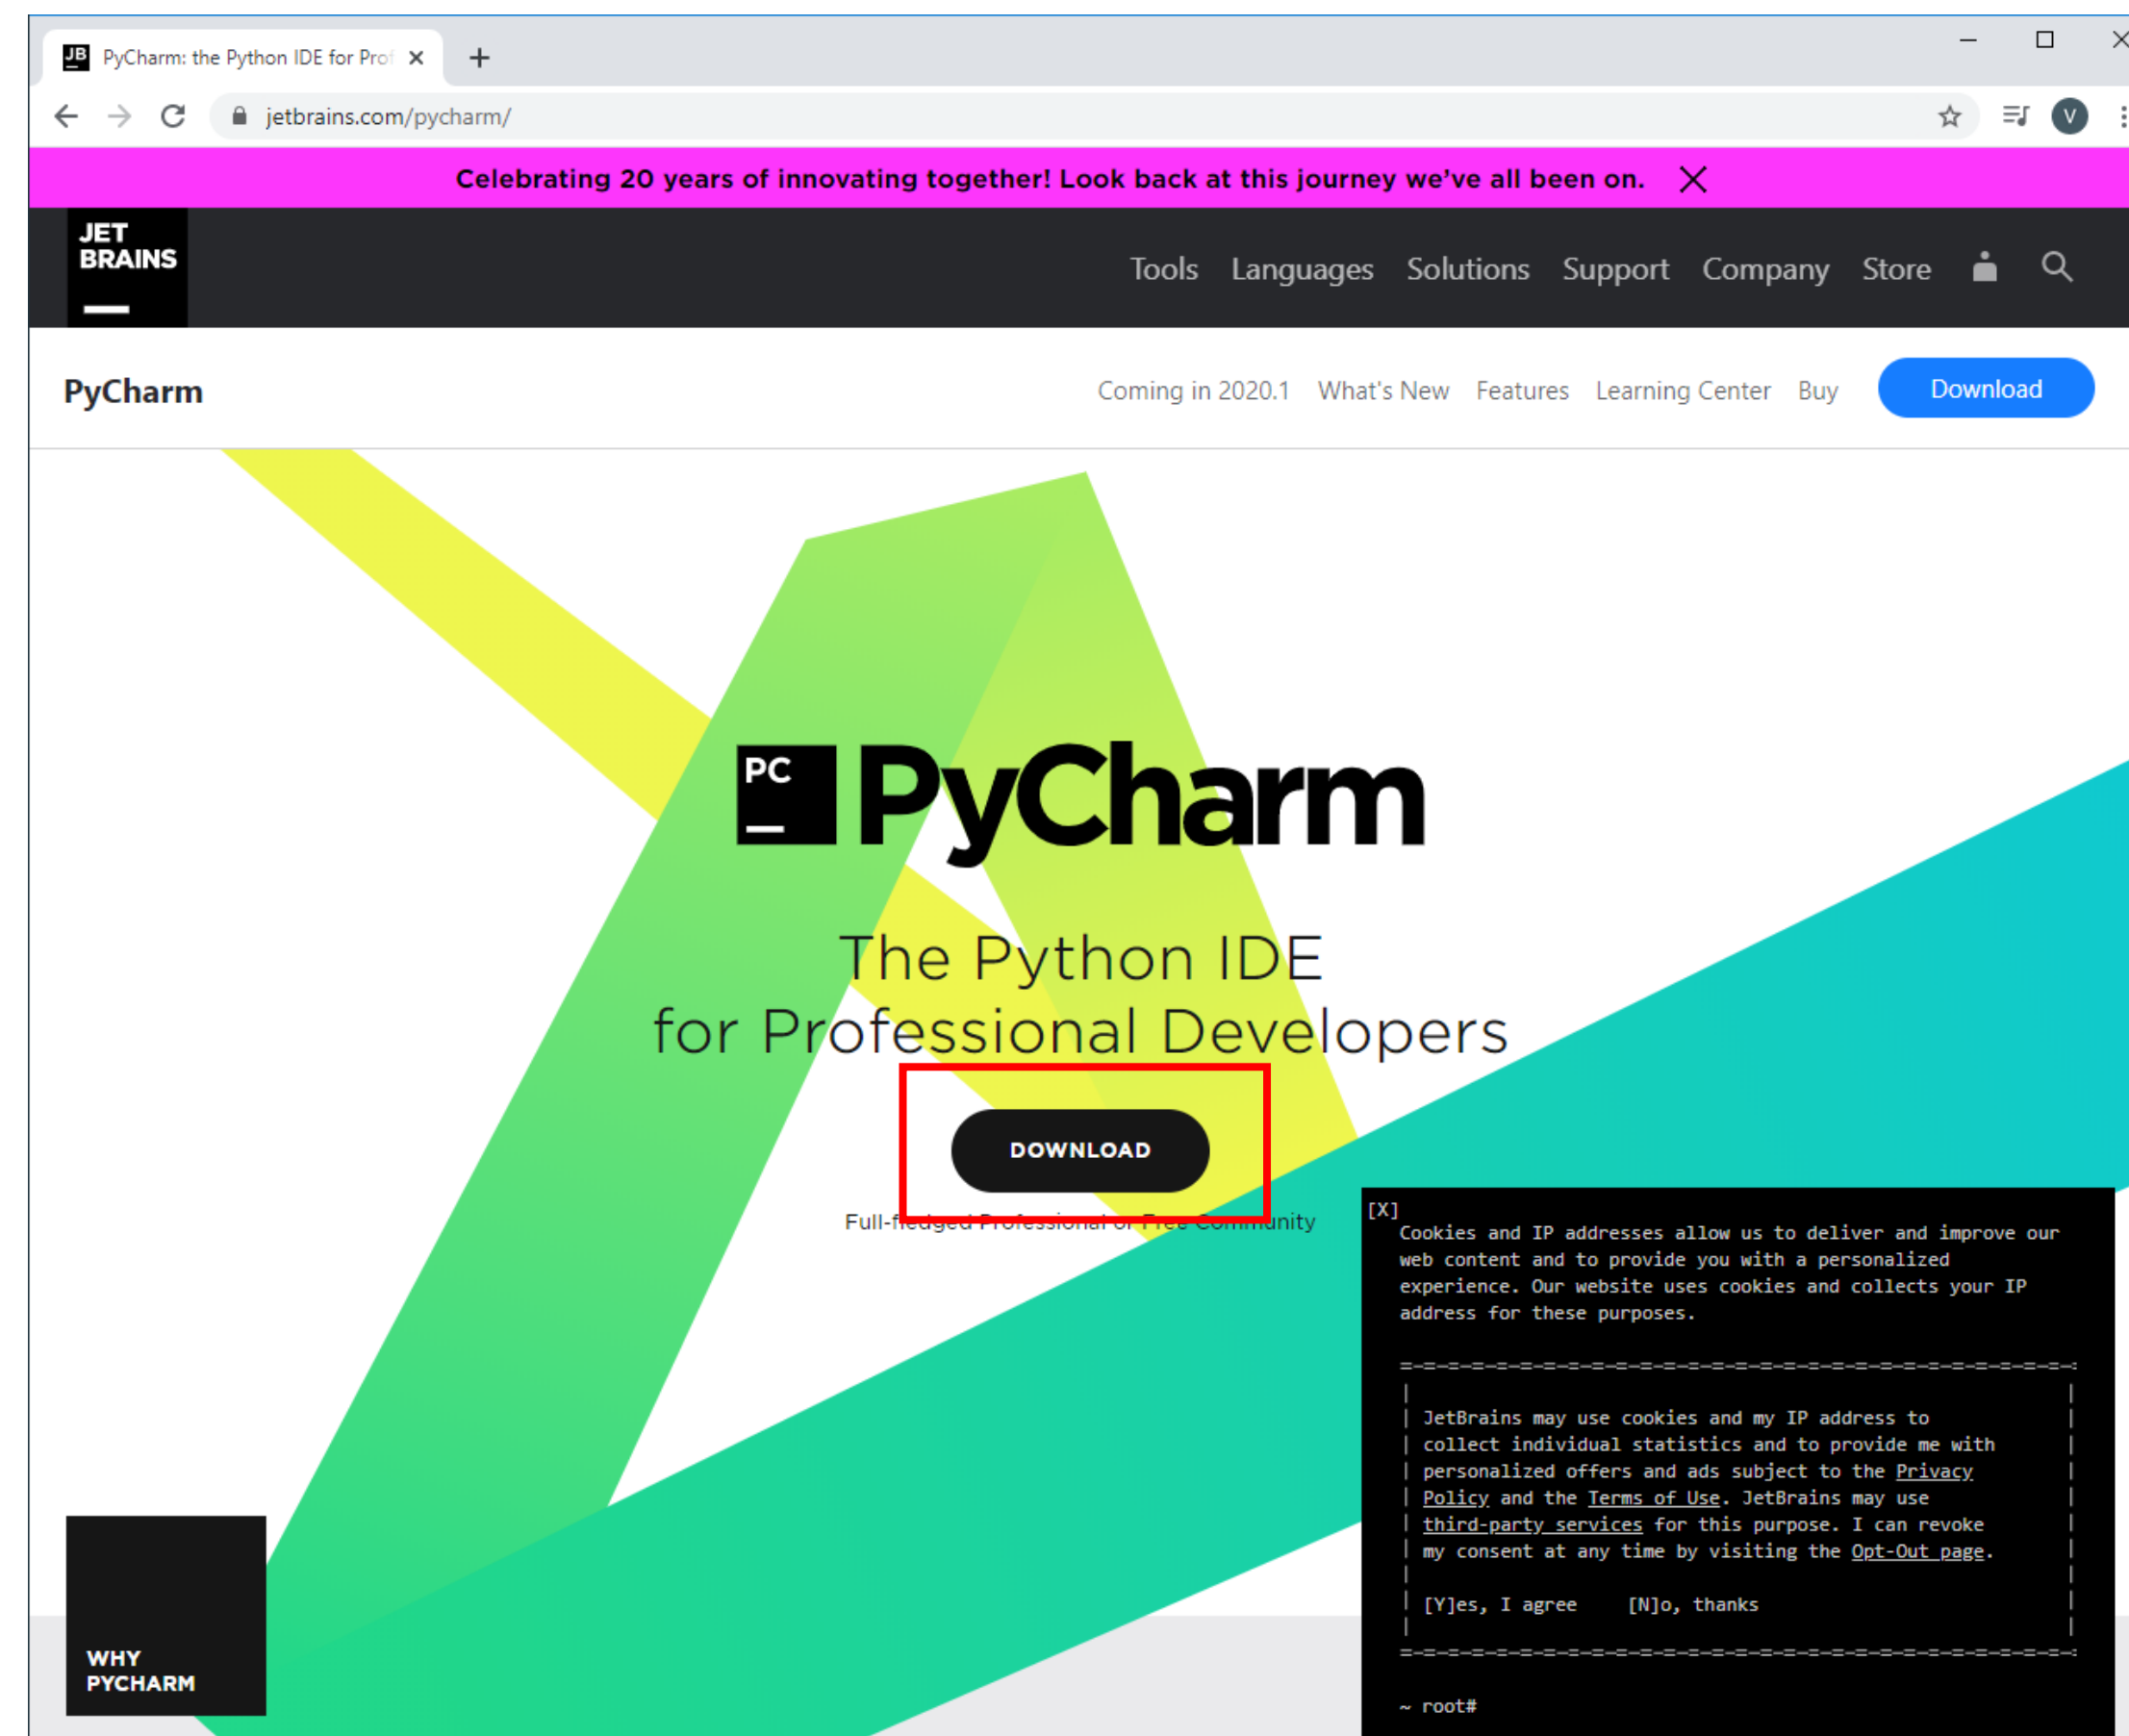 JB PyCharm: the Python IDE for Prof
jetbrains.com/pycharm/
V
Celebrating 20 years of innovating together! Look back at this journey we've all been on.
JET
BRAINS
Tools Languages Solutions Support Company Store
PyCharm
Coming in 2020.1 What's New Features Learning Center Buy Download
PC PyCharm
The Python IDE
for Professional Developers
DOWNLOAD
Full-fledged Professional or Free Community
[X]
Cookies and IP addresses allow us to deliver and improve our
web content and to provide you with a personalized
experience. Our website uses cookies and collects your IP
address for these purposes.
JetBrains may use cookies and my IP address to
collect individual statistics and to provide me with
personalized offers and ads subject to the Privacy
Policy and the Terms of Use. JetBrains may use
third-party services for this purpose. I can revoke
my consent at any time by visiting the Opt-Out page.
[Y]es, I agree [N]o, thanks
~ root#
WHY
PYCHARM